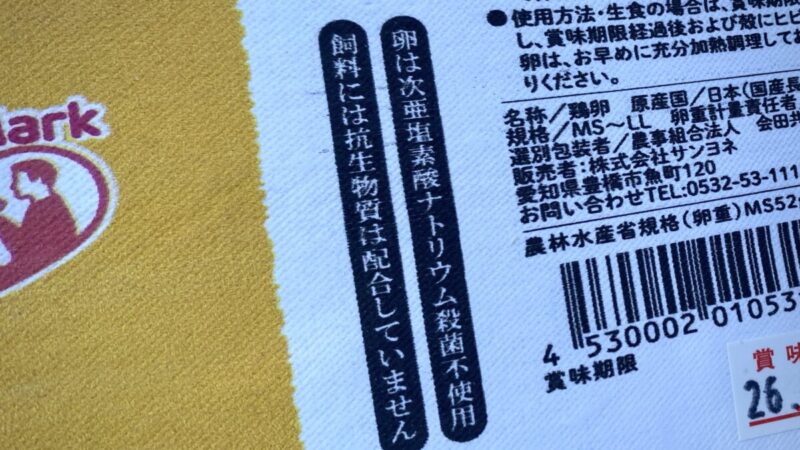 Mark
卵は次亜塩素酸ナトリウム殺菌不使用
飼料には抗生物質は配合していません
●使用方法・生食の場合は、賞味期限
し、賞味期限経過後および殻にヒビ
卵は、お早めに充分加熱調理してお
りください。
名称／鶏卵 原産国／日本(国産
規格／MS～LL 卵重計量責任者
選別包装者／農事組合法人 会田共
販売者：株式会社サンヨネ
愛知県豊橋市魚町120
お問い合わせTEL:0532-53-111
農林水産省規格(卵重)MS52g
4 530002 01053
賞味期限
賞味
26.